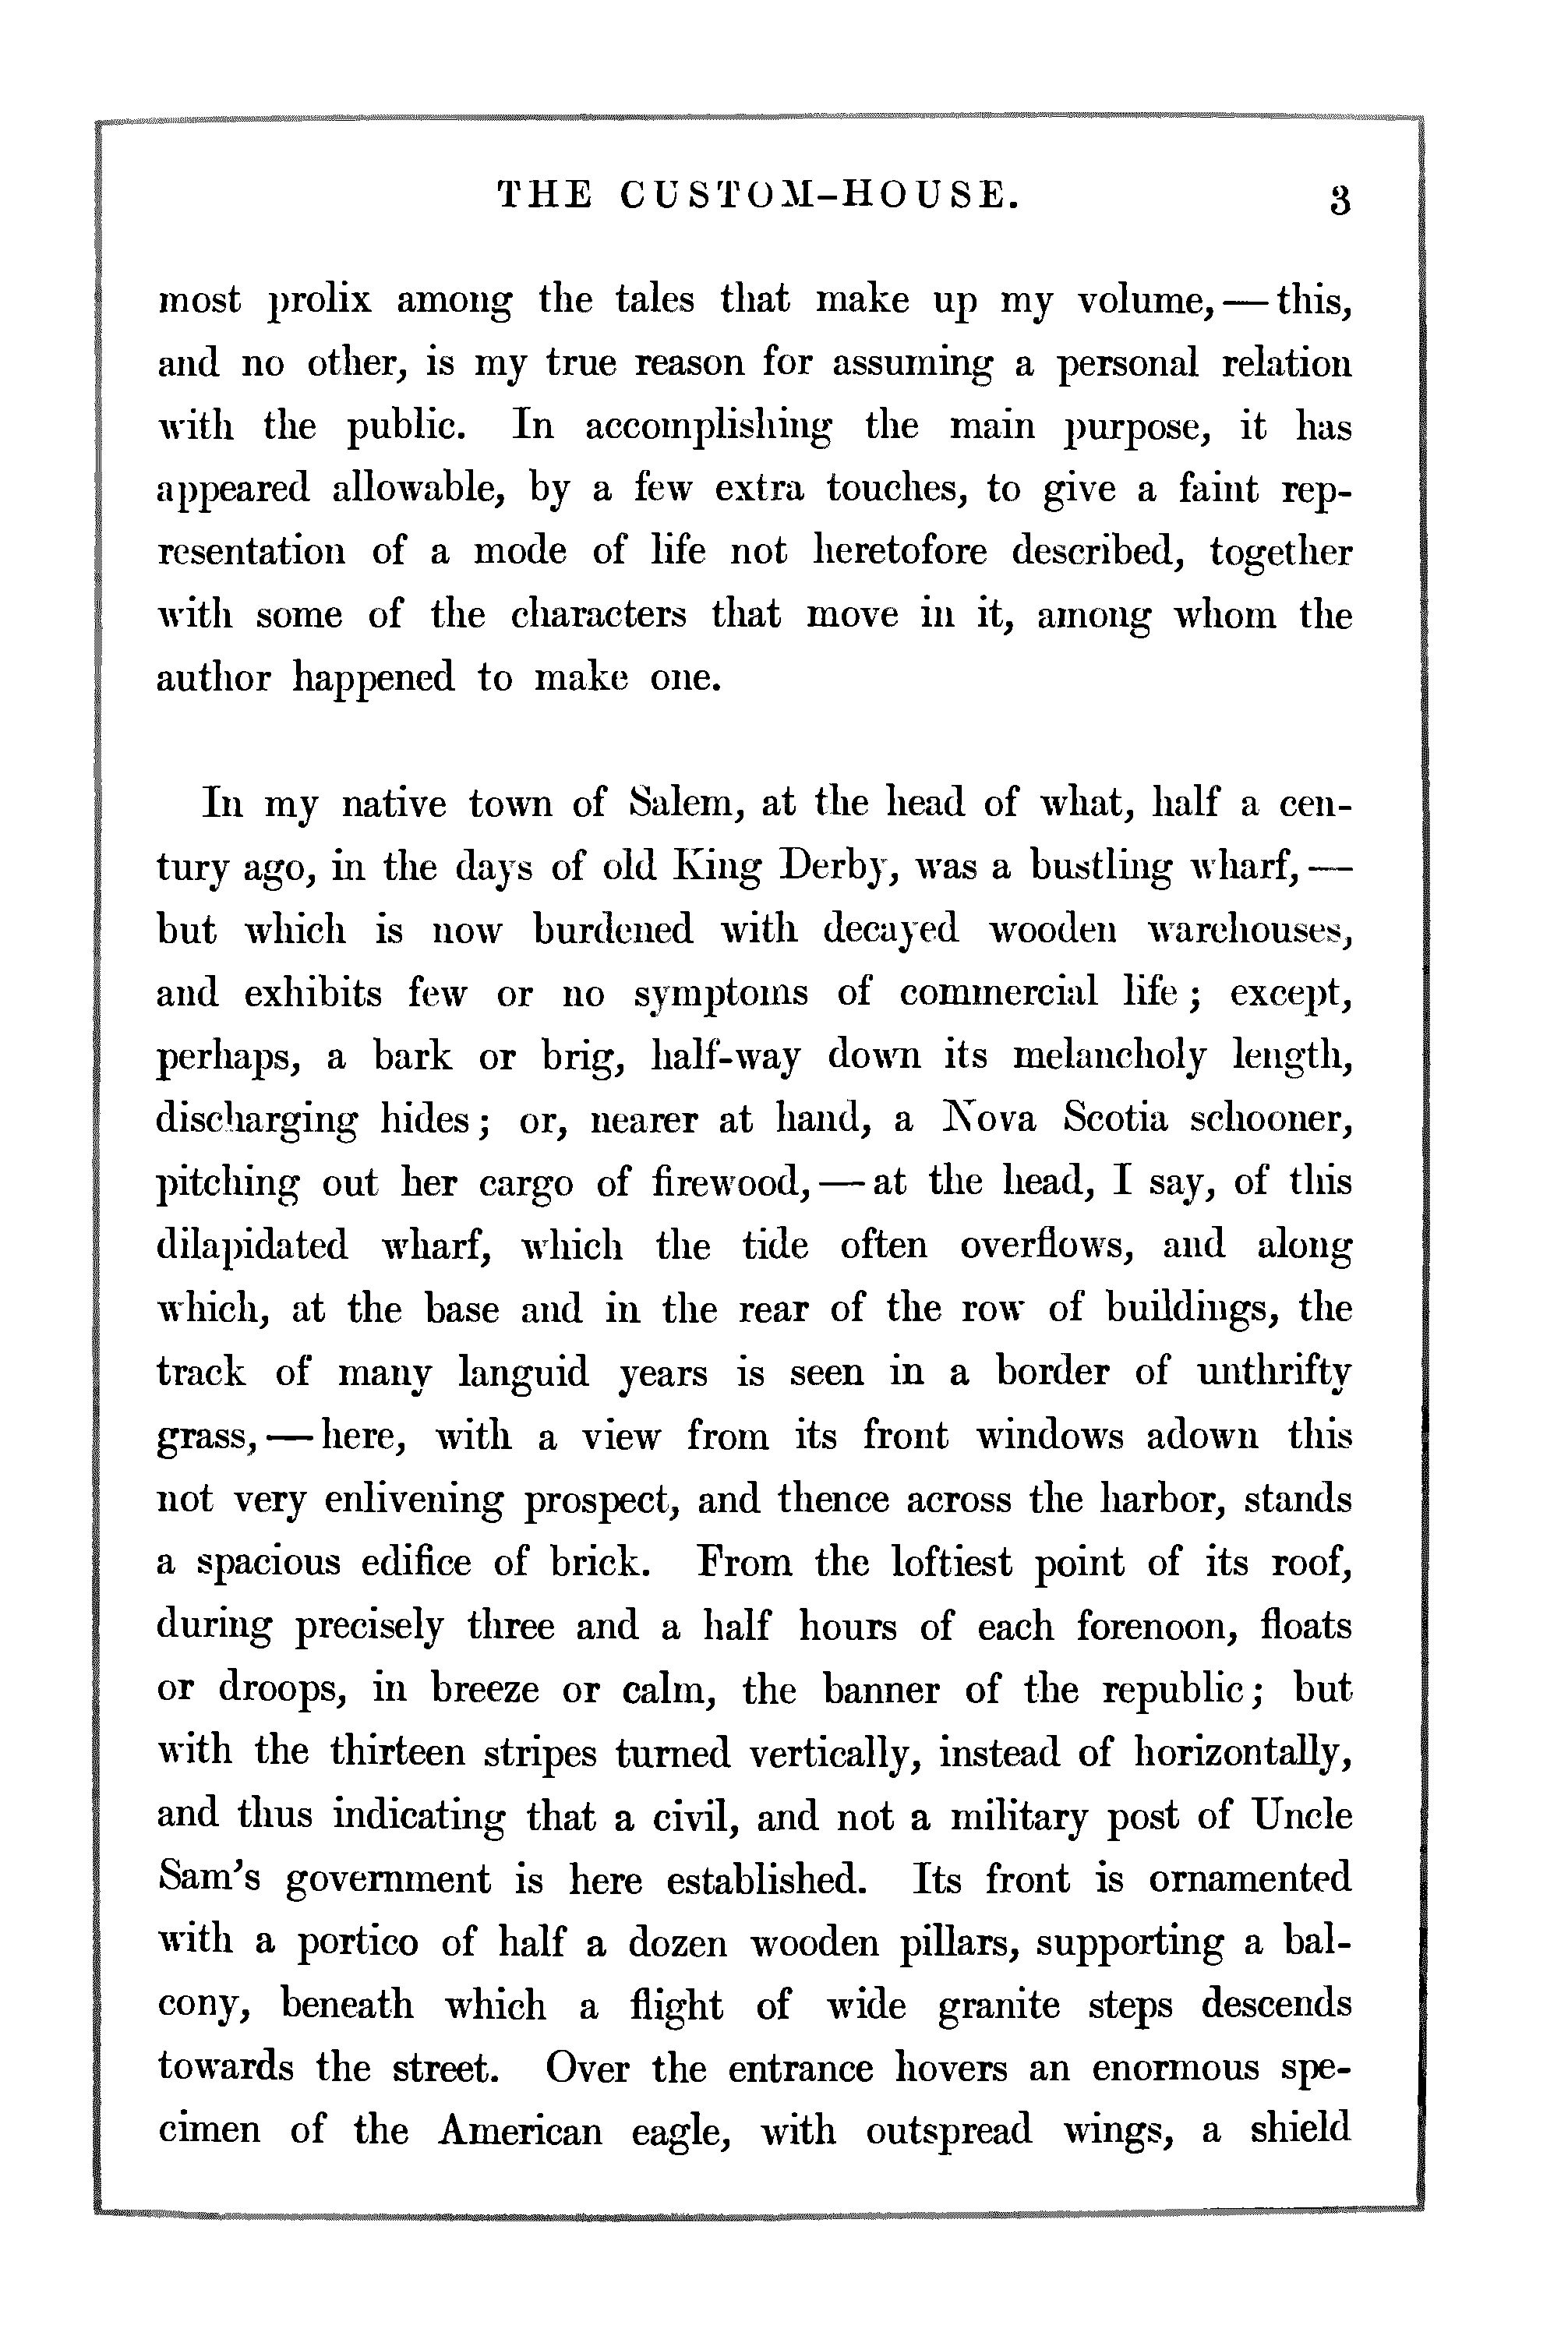 THE CUSTOM-HOUSE. 3
most prolix among the tales that make up my volume,—this,
and no other, is my true reason for assuming a personal relation
with the public. In accomplishing the main purpose, it has
appeared allowable, by a few extra touches, to give a faint rep-
resentation of a mode of life not heretofore described, together
with some of the characters that move in it, among whom the
author happened to make one.
In my native town of Salem, at the head of what, half a cen-
tury ago, in the days of old King Derby, was a bustling wharf,—
but which is now burdened with decayed wooden warehouses,
and exhibits few or no symptoms of commercial life; except,
perhaps, a bark or brig, half-way down its melancholy length,
discharging hides; or, nearer at hand, a Nova Scotia schooner,
pitching out her cargo of firewood,—at the head, I say, of this
dilapidated wharf, which the tide often overflows, and along
which, at the base and in the rear of the row of buildings, the
track of many languid years is seen in a border of unthrifty
grass,—here, with a view from its front windows adown this
not very enlivening prospect, and thence across the harbor, stands
a spacious edifice of brick. From the loftiest point of its roof,
during precisely three and a half hours of each forenoon, floats
or droops, in breeze or calm, the banner of the republic; but
with the thirteen stripes turned vertically, instead of horizontally,
and thus indicating that a civil, and not a military post of Uncle
Sam's government is here established. Its front is ornamented
with a portico of half a dozen wooden pillars, supporting a bal-
cony, beneath which a flight of wide granite steps descends
towards the street. Over the entrance hovers an enormous spe-
cimen of the American eagle, with outspread wings, a shield